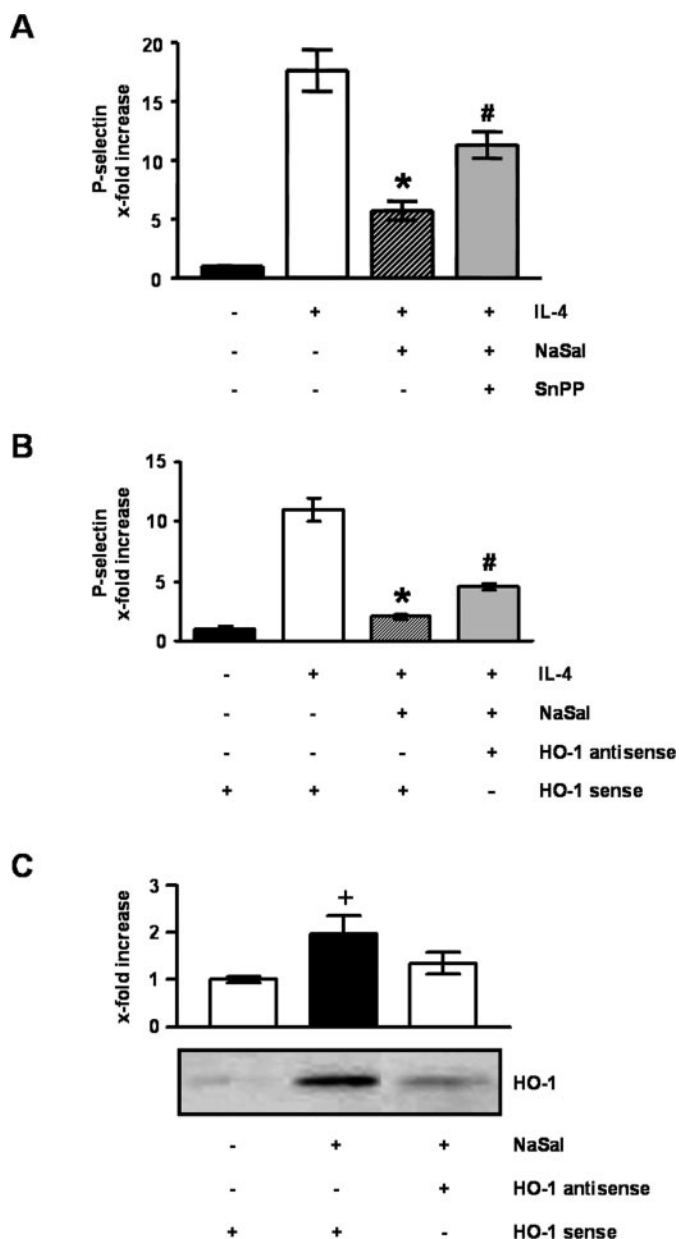 A
P-selectin
x-fold increase
20
15
10
5
0
*
#
- + + + IL-4
- - + + NaSal
- - - + SnPP
B
P-selectin
x-fold increase
15
10
5
0
*
#
- + + + IL-4
- - + + NaSal
- - - + HO-1 antisense
+ + + - HO-1 sense
C
x-fold increase
3
2
1
0
+
HO-1
- + + NaSal
- - + HO-1 antisense
+ + - HO-1 sense